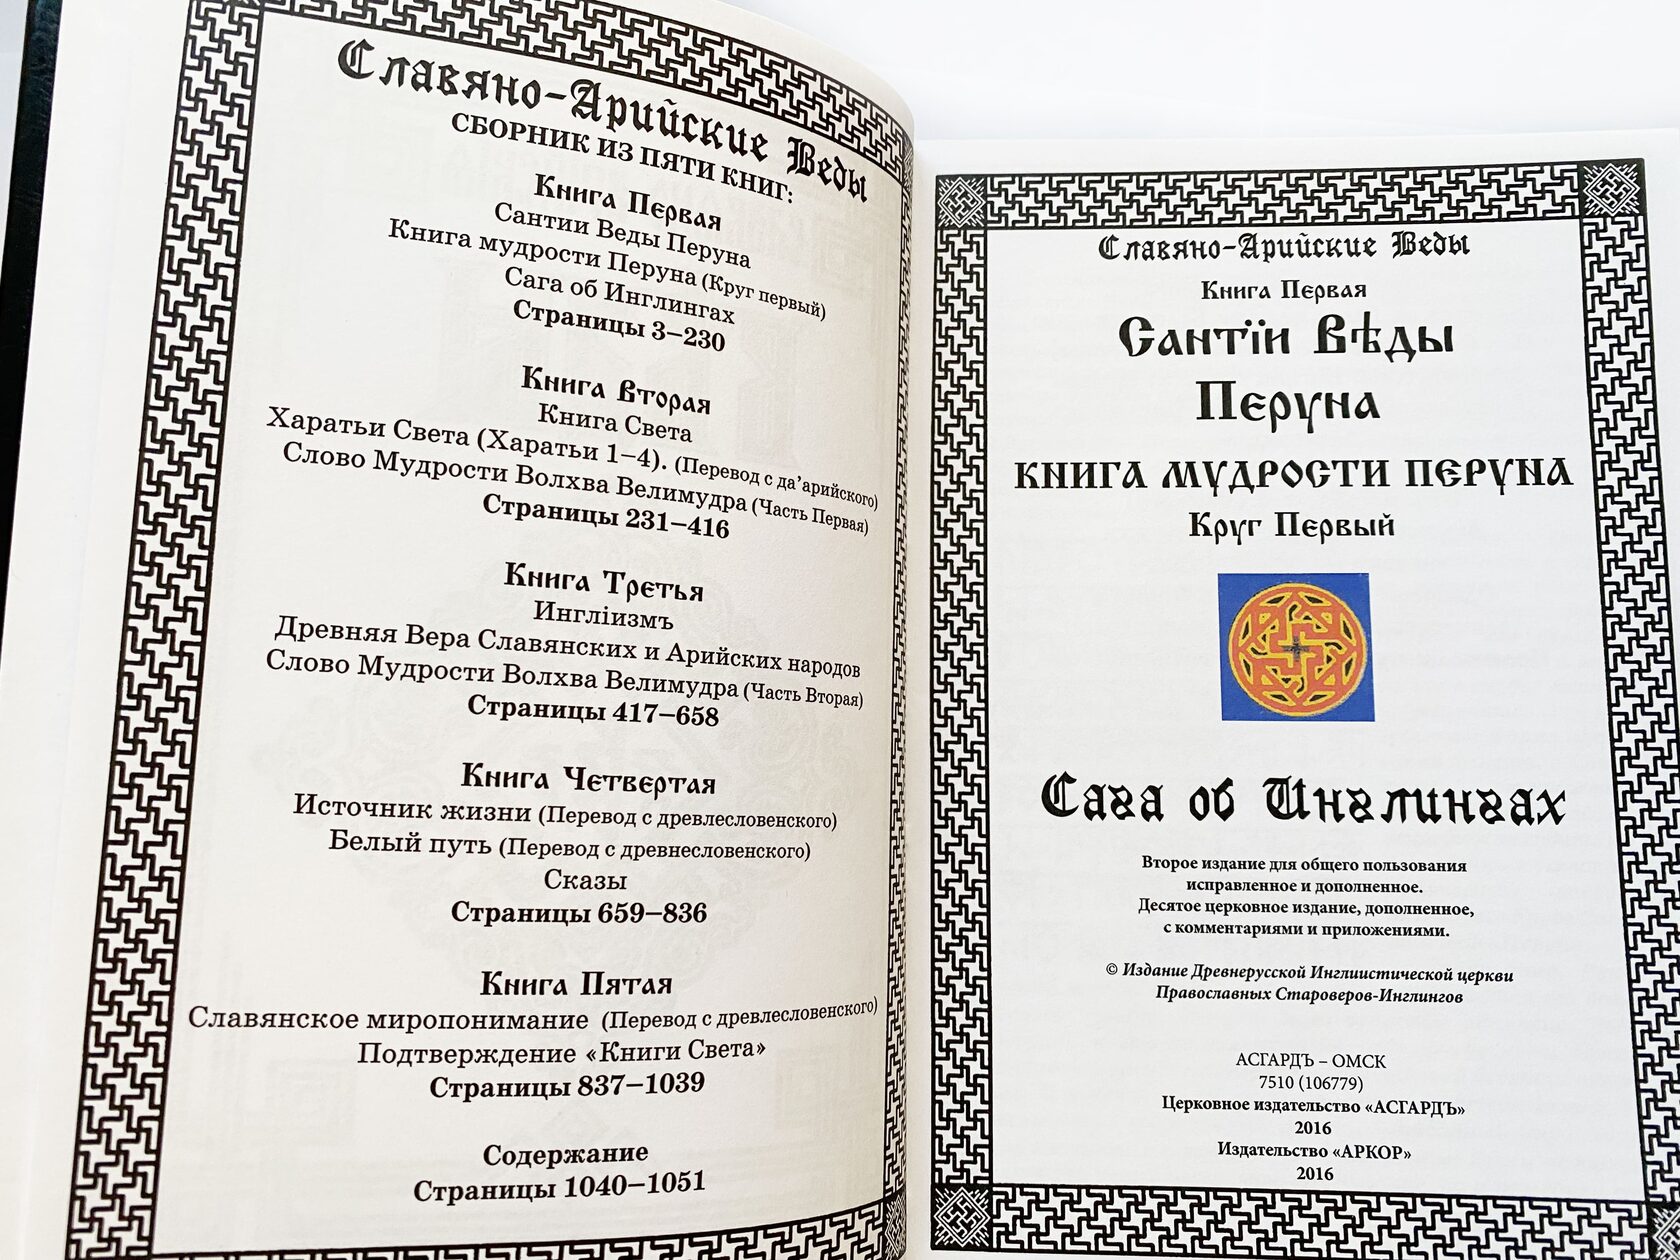 Славяно-Арийские Веды
СБОРНИК ИЗ ПЯТИ КНИГ:
Книга Первая
Сантии Веды Перуна
Книга мудрости Перуна (Круг первый)
Сага об Инглингах
Страницы 3–230
Книга Вторая
Книга Света
Харатьи Света (Харатьи 1–4). (Перевод с да’арийского)
Слово Мудрости Волхва Велимудра (Часть Первая)
Страницы 231–416
Книга Третья
Инглiизмъ
Древняя Вера Славянских и Арийских народов
Слово Мудрости Волхва Велимудра (Часть Вторая)
Страницы 417–658
Книга Четвертая
Источник жизни (Перевод с древлесловенского)
Белый путь (Перевод с древнесловенского)
Сказы
Страницы 659–836
Книга Пятая
Славянское миропонимание (Перевод с древлесловенского)
Подтверждение «Книги Света»
Страницы 837–1039
Содержание
Страницы 1040–1051
Славяно-Арийские Веды
Книга Первая
Сантїи Вѣды
Перуна
КНИГА МУДРОСТИ ПЕРУНА
Круг Первый
Сага об Инглингах
Второе издание для общего пользования
исправленное и дополненное.
Десятое церковное издание, дополненное,
с комментариями и приложениями.
© Издание Древнерусской Инглиистической церкви
Православных Староверов-Инглингов
АСГАРДЪ – ОМСК
7510 (106779)
Церковное издательство «АСГАРДЪ»
2016
Издательство «АРКОР»
2016